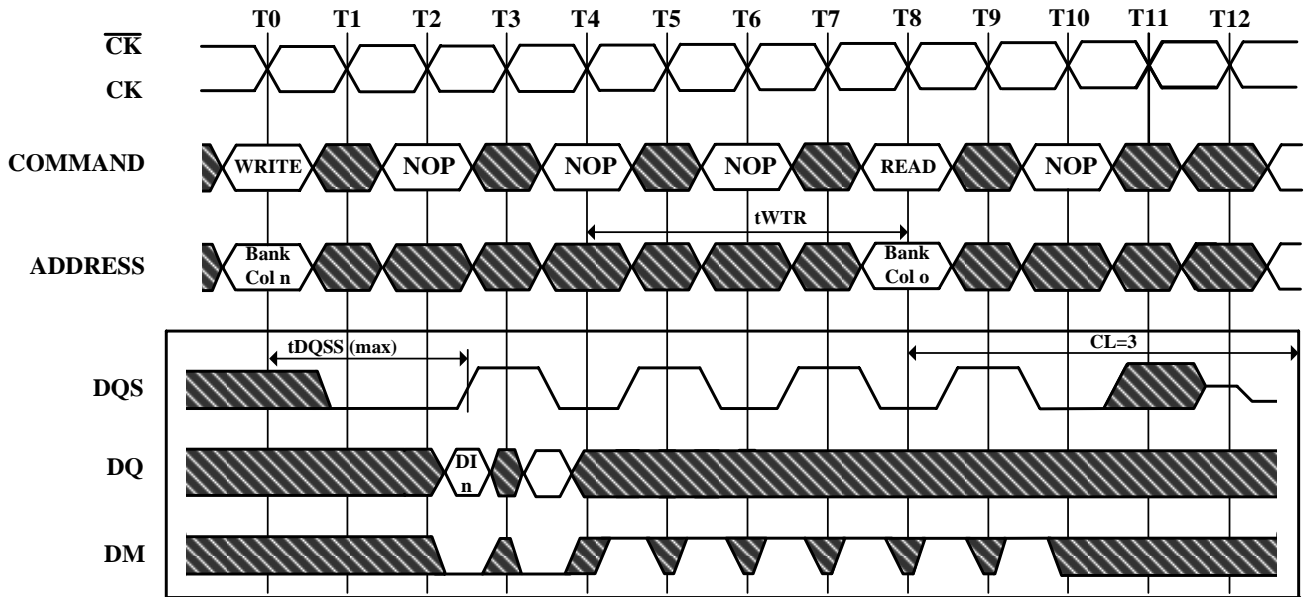 T0 T1 T2 T3 T4 T5 T6 T7 T8 T9 T10 T11 T12
CK
CK
COMMAND
WRITE NOP NOP NOP READ NOP
tWTR
ADDRESS
Bank
Col n
Bank
Col o
tDQSS (max)
CL=3
DQS
DQ
DI
n
DM